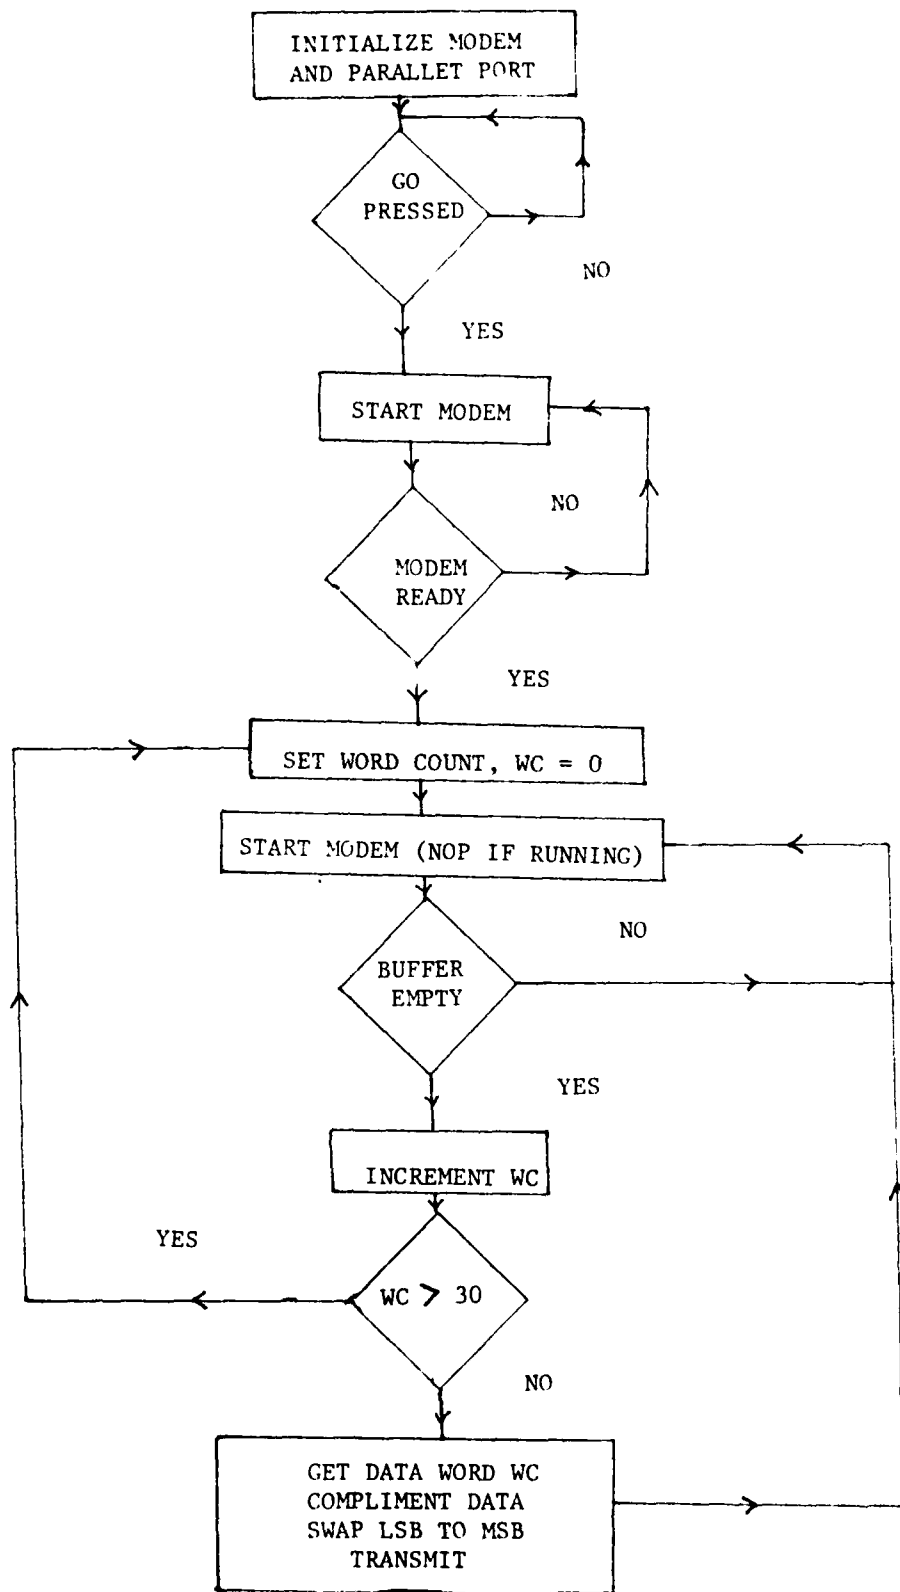 INITIALIZE MODEM
AND PARALLET PORT
GO
PRESSED
NO
YES
START MODEM
NO
MODEM
READY
YES
SET WORD COUNT, WC = 0
START MODEM (NOP IF RUNNING)
NO
BUFFER
EMPTY
YES
INCREMENT WC
YES
WC > 30
NO
GET DATA WORD WC
COMPLIMENT DATA
SWAP LSB TO MSB
TRANSMIT